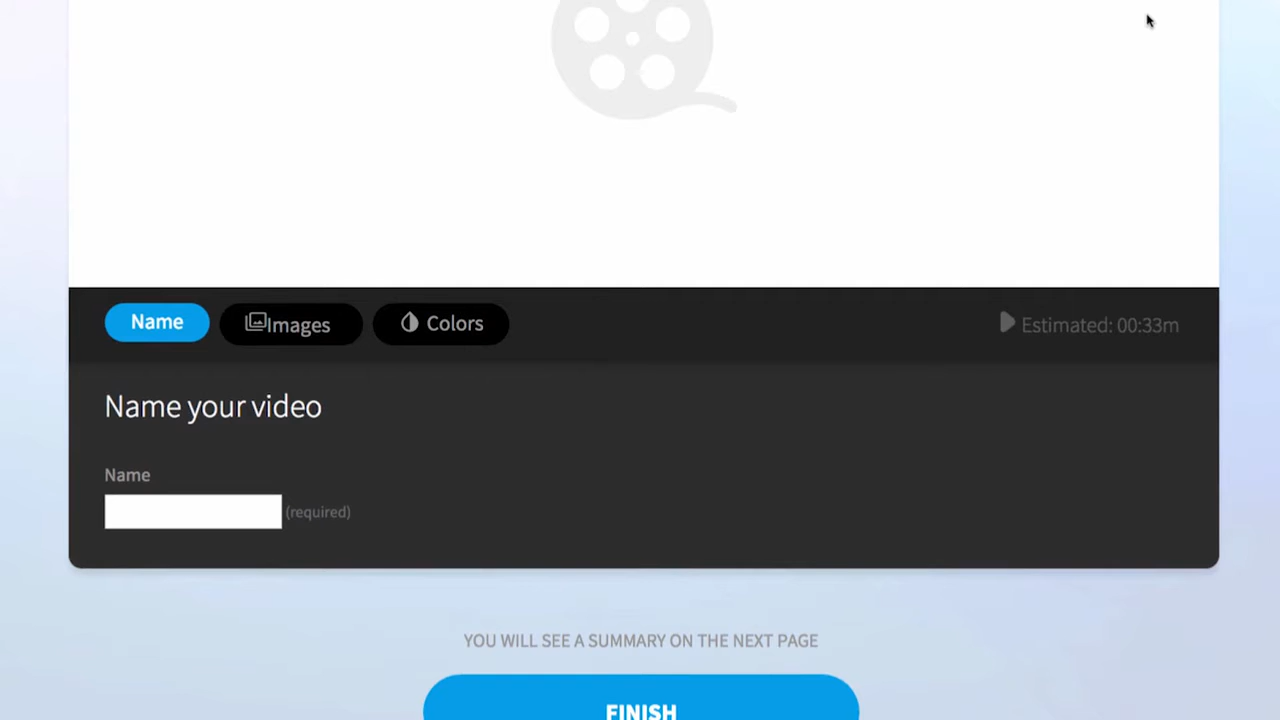 Name Images Colors Estimated: 00:33m
Name your video
Name
(required)
YOU WILL SEE A SUMMARY ON THE NEXT PAGE
FINISH